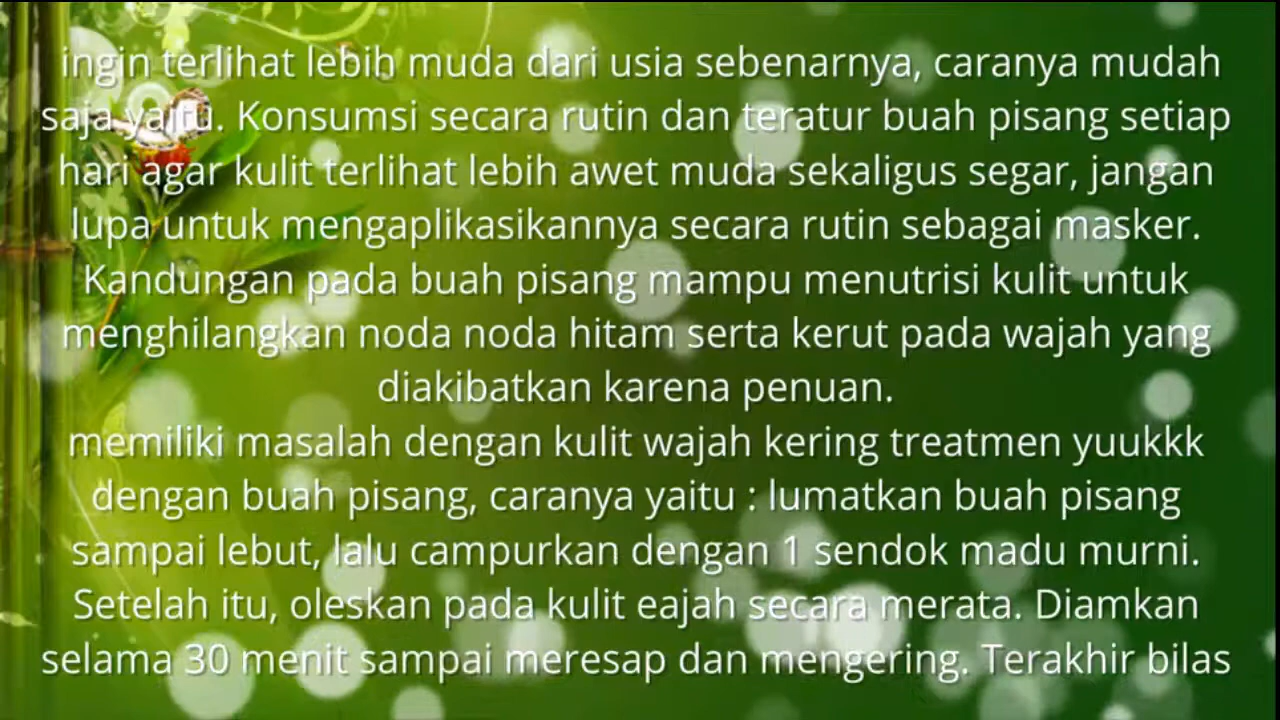 ingin terlihat lebih muda dari usia sebenarnya, caranya mudah
saja yaitu. Konsumsi secara rutin dan teratur buah pisang setiap
hari agar kulit terlihat lebih awet muda sekaligus segar, jangan
lupa untuk mengaplikasikannya secara rutin sebagai masker.
Kandungan pada buah pisang mampu menutrisi kulit untuk
menghilangkan noda noda hitam serta kerut pada wajah yang
diakibatkan karena penuan.
memiliki masalah dengan kulit wajah kering treatmen yuukkk
dengan buah pisang, caranya yaitu : lumatkan buah pisang
sampai lebut, lalu campurkan dengan 1 sendok madu murni.
Setelah itu, oleskan pada kulit eajah secara merata. Diamkan
selama 30 menit sampai meresap dan mengering. Terakhir bilas